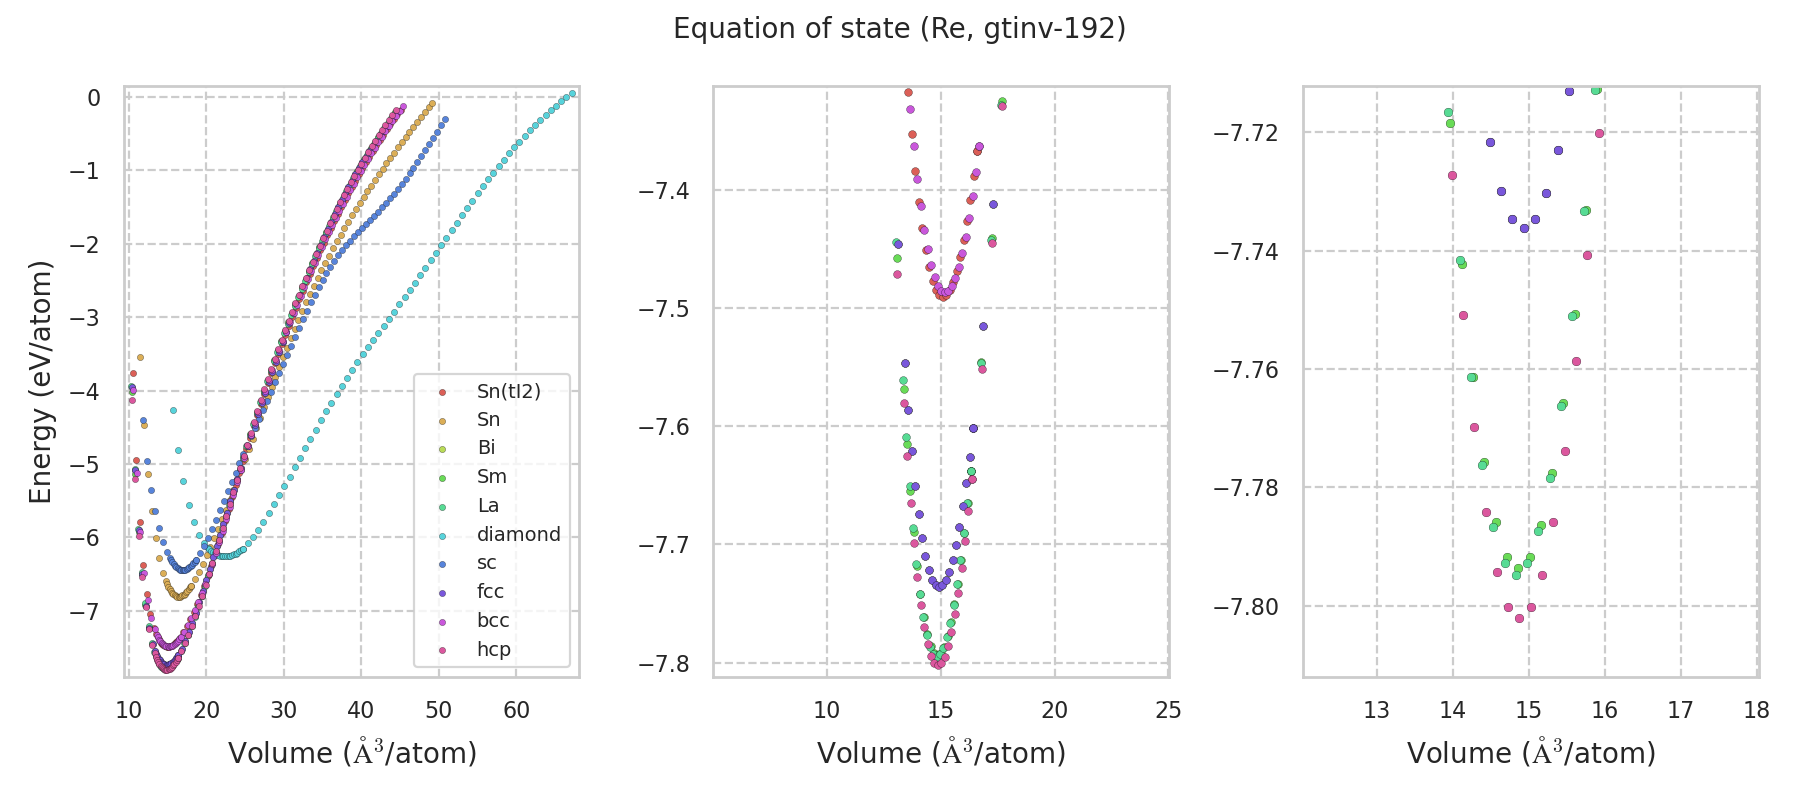 Equation of state (Re, gtinv-192)
Energy (eV/atom)
0
−1
−2
−3
−4
−5
−6
−7
10 20 30 40 50 60
Volume (Å³/atom)
Sn(tI2)
Sn
Bi
Sm
La
diamond
sc
fcc
bcc
hcp
−7.4
−7.5
−7.6
−7.7
−7.8
10 15 20 25
Volume (Å³/atom)
−7.72
−7.74
−7.76
−7.78
−7.80
13 14 15 16 17 18
Volume (Å³/atom)